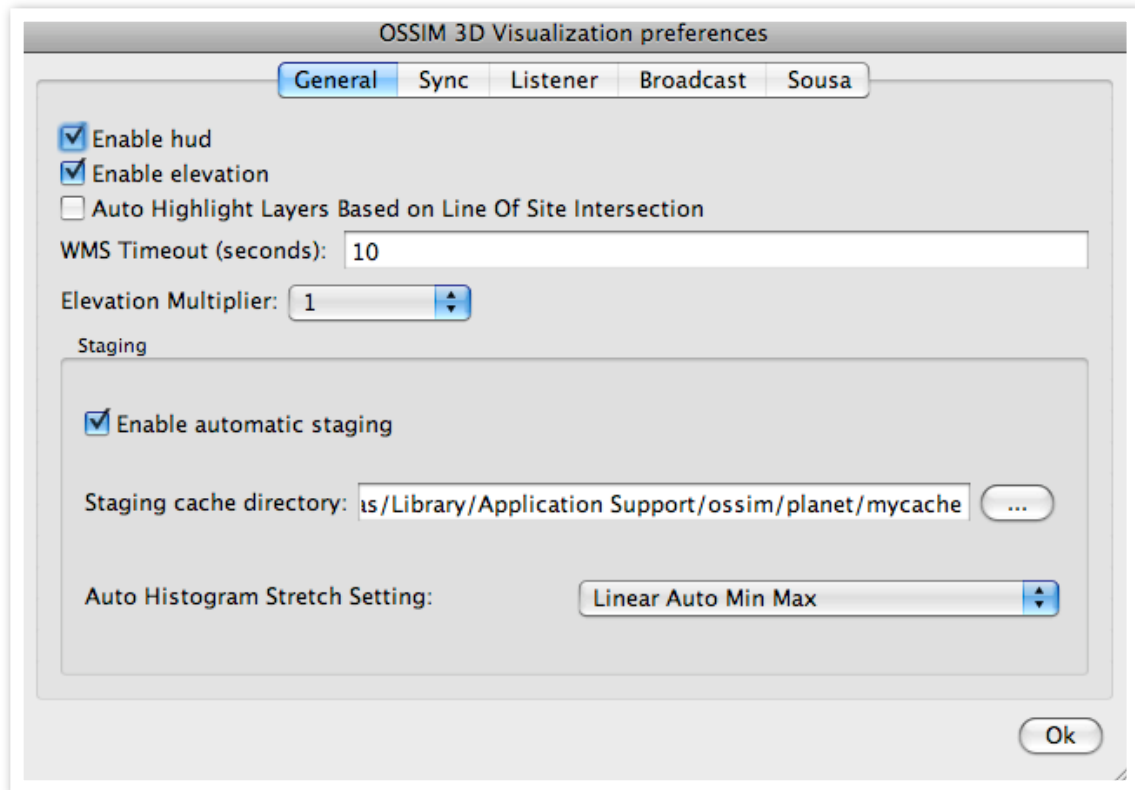 OSSIM 3D Visualization preferences
General Sync Listener Broadcast Sousa
Enable hud
Enable elevation
Auto Highlight Layers Based on Line Of Site Intersection
WMS Timeout (seconds): 10
Elevation Multiplier: 1
Staging
Enable automatic staging
Staging cache directory: as/Library/Application Support/ossim/planet/mycache ...
Auto Histogram Stretch Setting: Linear Auto Min Max
Ok